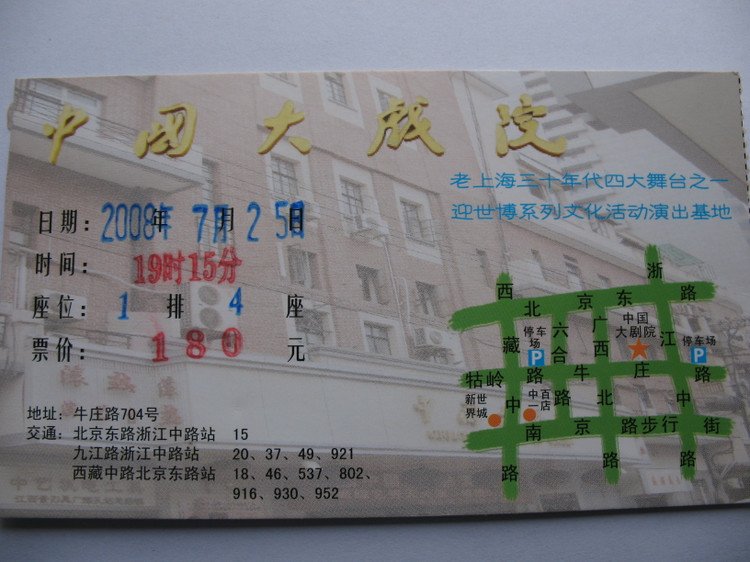 中国大戏院
老上海三十年代四大舞台之一
迎世博系列文化活动演出基地
日期：2008年 7月 25日
时间：19时15分
座位：1 排 4 座
票价：180 元
地址：牛庄路704号
交通：北京东路浙江中路站 15
九江路浙江中路站 20、37、49、921
西藏中路北京东路站 18、46、537、802、
916、930、952
浙江中路
西藏中路
北京东路
六合路
广西北路
牯岭路
牛庄路
南京路步行街
中国大剧院
停车场
P
停车场
P
新世界城
中百一店